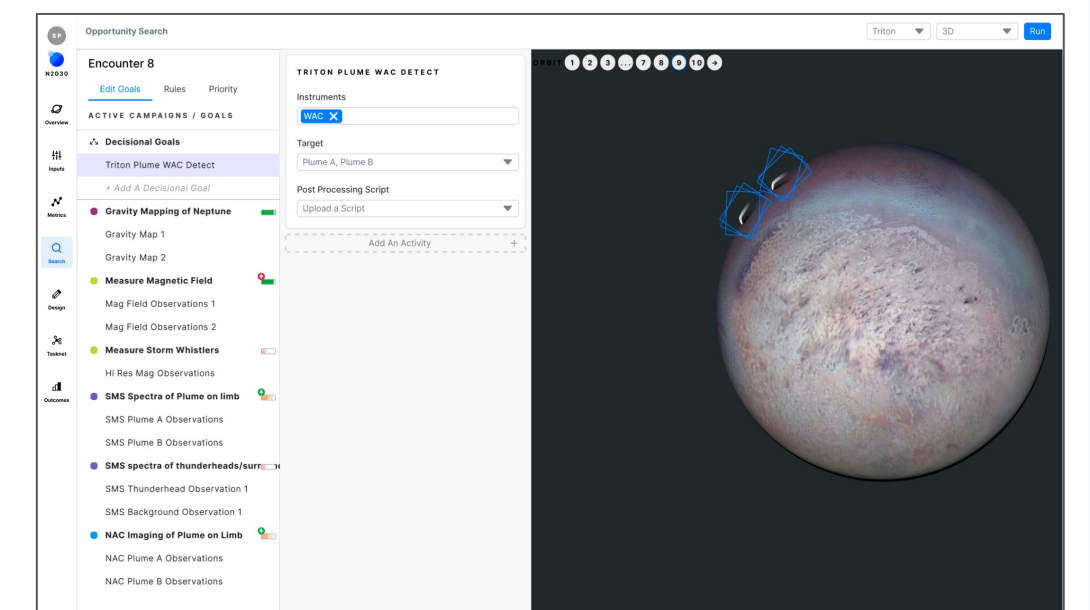 SP
Opportunity Search
Triton
3D
Run
N2030
Overview
Inputs
Metrics
Search
Design
Tasknet
Outcomes
Encounter 8
Edit Goals Rules Priority
ACTIVE CAMPAIGNS / GOALS
Decisional Goals
Triton Plume WAC Detect
+ Add A Decisional Goal
Gravity Mapping of Neptune
Gravity Map 1
Gravity Map 2
Measure Magnetic Field
Mag Field Observations 1
Mag Field Observations 2
Measure Storm Whistlers
Hi Res Mag Observations
SMS Spectra of Plume on limb
SMS Plume A Observations
SMS Plume B Observations
SMS spectra of thunderheads/surr
SMS Thunderhead Observation 1
SMS Background Observation 1
NAC Imaging of Plume on Limb
NAC Plume A Observations
NAC Plume B Observations
TRITON PLUME WAC DETECT
Instruments
WAC
Target
Plume A, Plume B
Post Processing Script
Upload a Script
Add An Activity +
ORBIT 1 2 3 ... 7 8 9 10 →